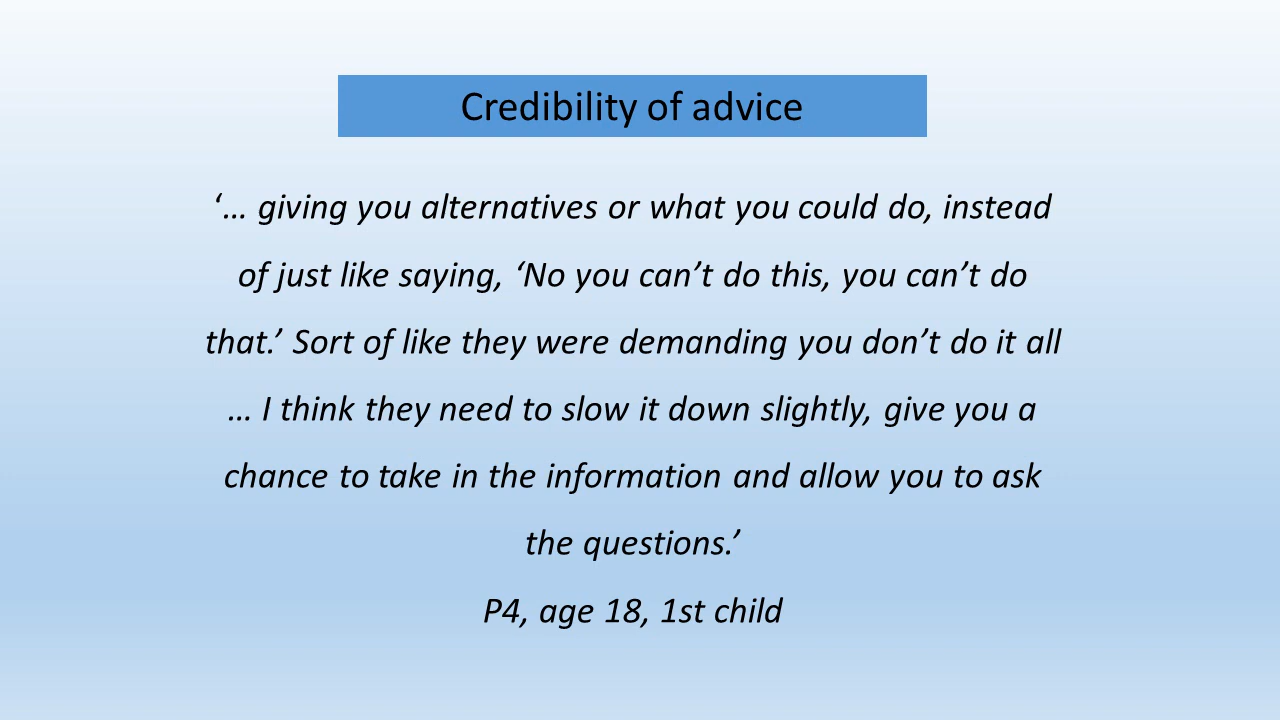 Credibility of advice
‘… giving you alternatives or what you could do, instead
of just like saying, ‘No you can’t do this, you can’t do
that.’ Sort of like they were demanding you don’t do it all
… I think they need to slow it down slightly, give you a
chance to take in the information and allow you to ask
the questions.’
P4, age 18, 1st child